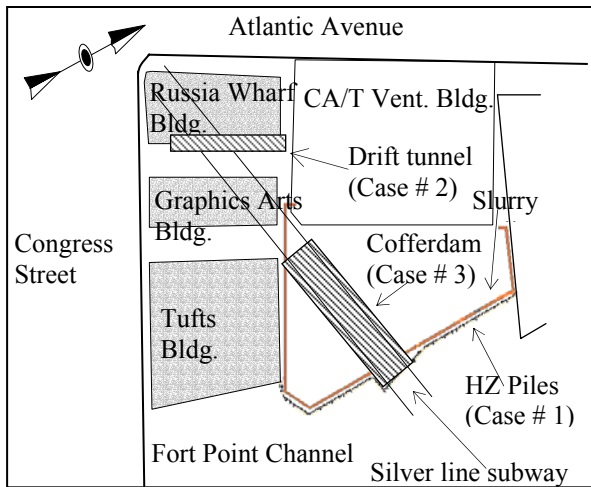 Atlantic Avenue
Russia Wharf
Bldg.
CA/T Vent. Bldg.
Drift tunnel
(Case # 2)
Graphics Arts
Bldg.
Slurry
Congress
Street
Cofferdam
(Case # 3)
Tufts
Bldg.
HZ Piles
(Case # 1)
Fort Point Channel
Silver line subway